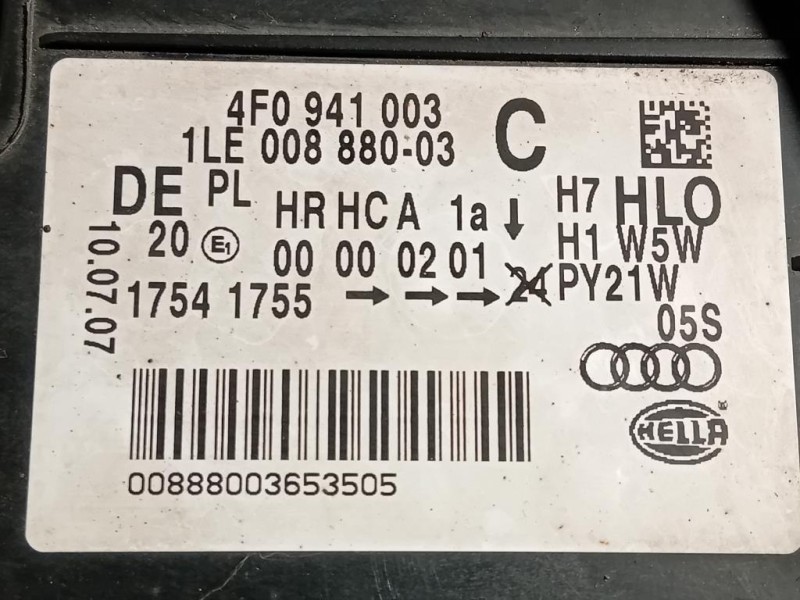 4F0 941 003 C
1LE 008 880-03
DE PL HR HC A 1a ↓ H7 HLO
20 E1 00 00 02 01 H1 W5W
1754 1755 → → → 24 PY21W
10.07.07
05S
HELLA
00888003653505